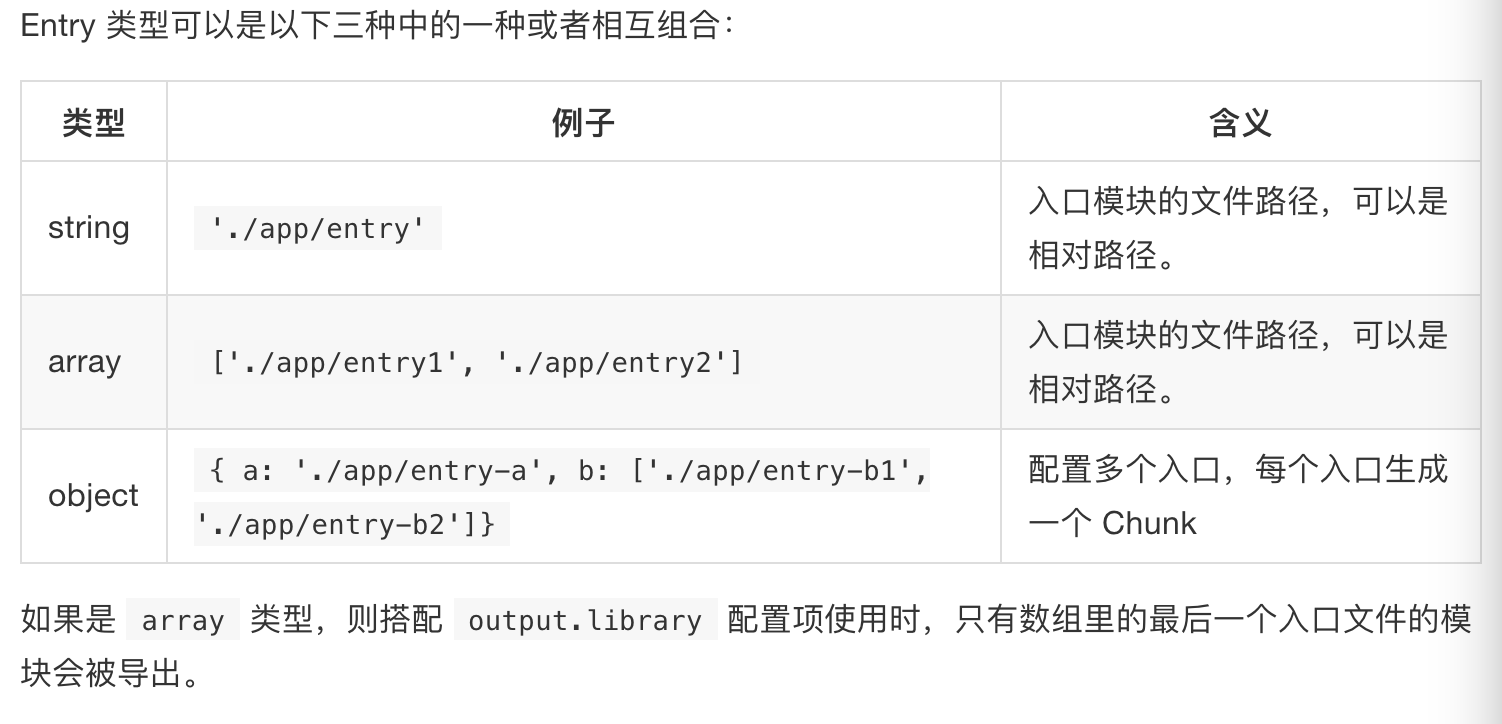 Entry 类型可以是以下三种中的一种或者相互组合：
类型 例子 含义
string './app/entry' 入口模块的文件路径，可以是
相对路径。
array ['./app/entry1', './app/entry2'] 入口模块的文件路径，可以是
相对路径。
object { a: './app/entry-a', b: ['./app/entry-b1', 配置多个入口，每个入口生成
'./app/entry-b2']} 一个 Chunk
如果是 array 类型，则搭配 output.library 配置项使用时，只有数组里的最后一个入口文件的模
块会被导出。